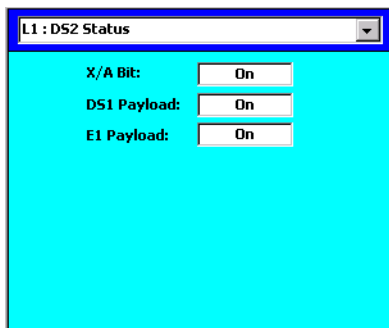 L1 : DS2 Status
X/A Bit: On
DS1 Payload: On
E1 Payload: On